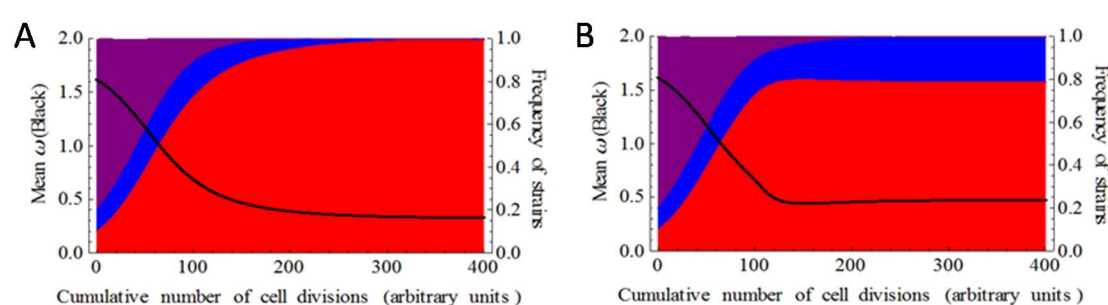 A
Mean ω (Black)
2.0
1.5
1.0
0.5
0.0
1.0
0.8
0.6
0.4
0.2
0.0
Frequency of strains
0 100 200 300 400
Cumulative number of cell divisions (arbitrary units )
B
Mean ω (Black)
2.0
1.5
1.0
0.5
0.0
1.0
0.8
0.6
0.4
0.2
0.0
Frequency of strains
0 100 200 300 400
Cumulative number of cell divisions (arbitrary units )